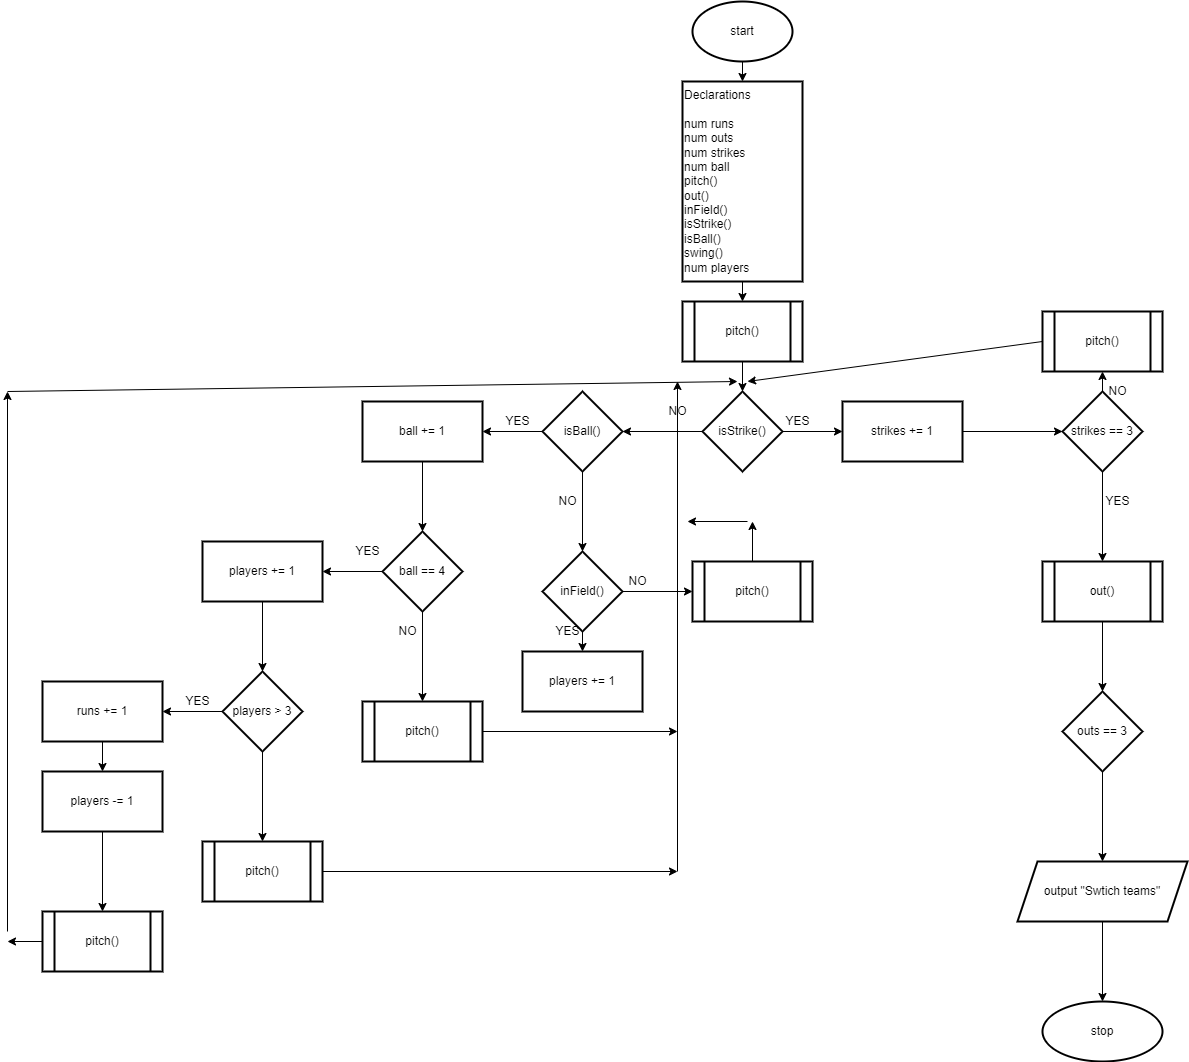 start
Declarations
num runs
num outs
num strikes
num ball
pitch()
out()
inField()
isStrike()
isBall()
swing()
num players
pitch()
pitch()
NO
NO
ball += 1
YES
isBall()
isStrike()
YES
strikes += 1
strikes == 3
NO
YES
YES
players += 1
ball == 4
inField()
NO
pitch()
out()
NO
YES
players += 1
YES
runs += 1
players > 3
pitch()
outs == 3
players -= 1
pitch()
output "Swtich teams"
pitch()
stop